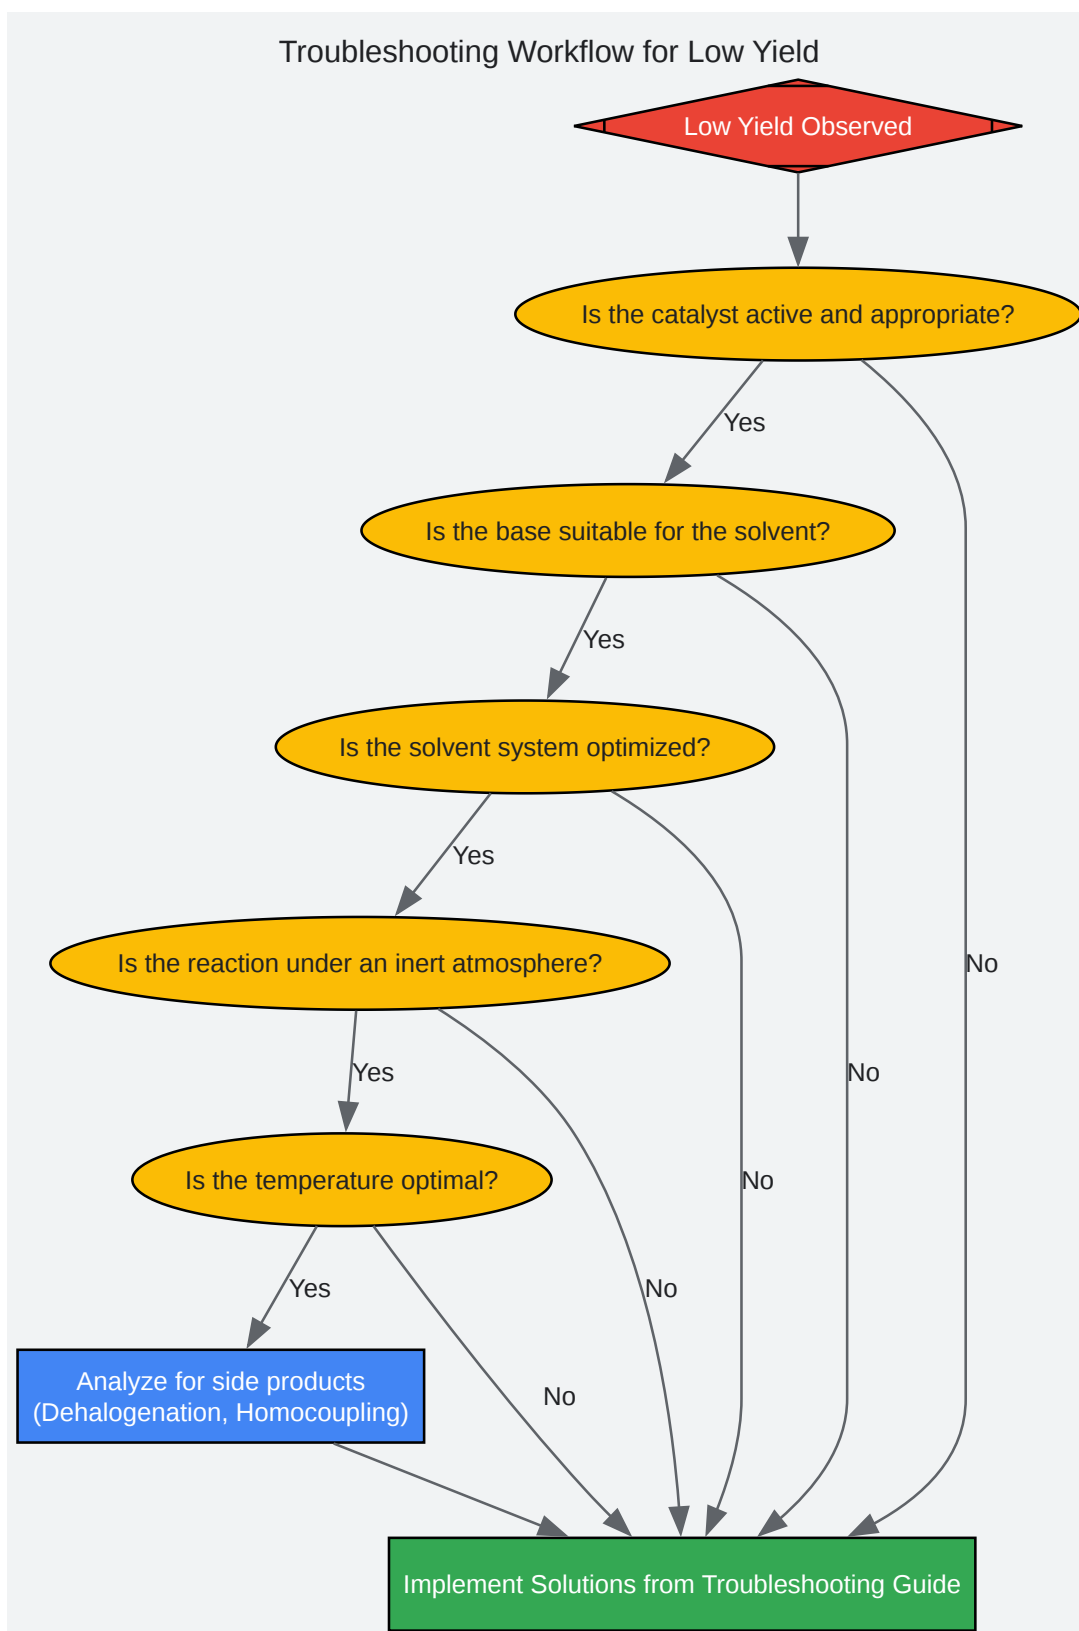 Troubleshooting Workflow for Low Yield
Low Yield Observed
Is the catalyst active and appropriate?
Yes
Is the base suitable for the solvent?
Yes
Is the solvent system optimized?
Yes
Is the reaction under an inert atmosphere?
No
Yes
No
Is the temperature optimal?
No
Yes
No
Analyze for side products
(Dehalogenation, Homocoupling)
No
Implement Solutions from Troubleshooting Guide